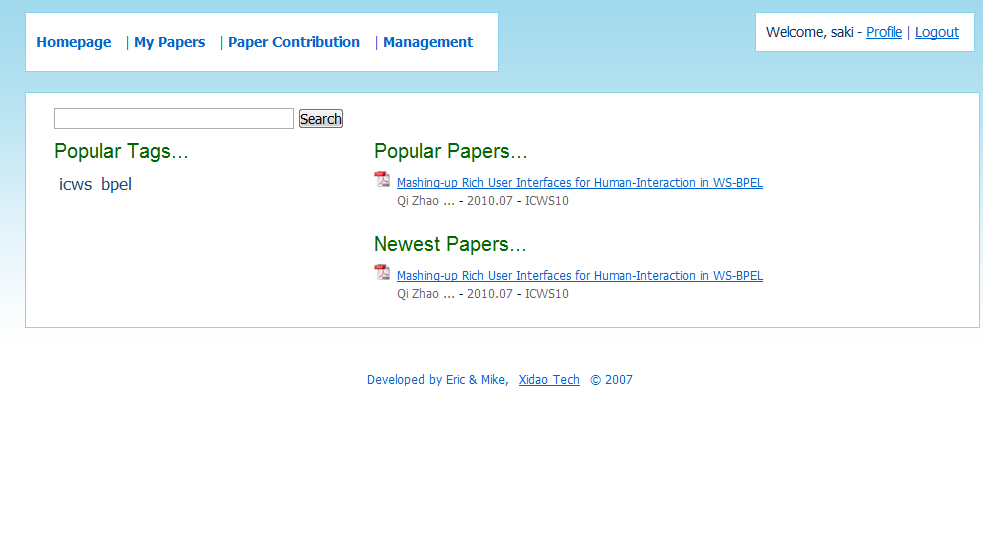 Homepage | My Papers | Paper Contribution | Management
Welcome, saki - Profile | Logout
Search
Popular Tags...
icws bpel
Popular Papers...
Mashing-up Rich User Interfaces for Human-Interaction in WS-BPEL
Qi Zhao ... - 2010.07 - ICWS10
Newest Papers...
Mashing-up Rich User Interfaces for Human-Interaction in WS-BPEL
Qi Zhao ... - 2010.07 - ICWS10
Developed by Eric & Mike, Xidao Tech © 2007